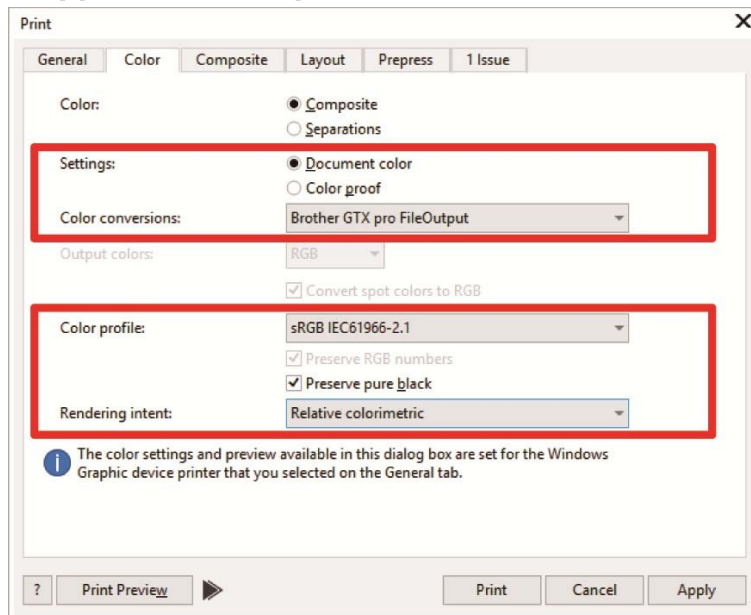 Print
General Color Composite Layout Prepress 1 Issue
Color: Composite
Separations
Settings: Document color
Color proof
Color conversions: Brother GTX pro FileOutput
Output colors: RGB
Convert spot colors to RGB
Color profile: sRGB IEC61966-2.1
Preserve RGB numbers
Preserve pure black
Rendering intent: Relative colorimetric
The color settings and preview available in this dialog box are set for the Windows
Graphic device printer that you selected on the General tab.
? Print Preview Print Cancel Apply